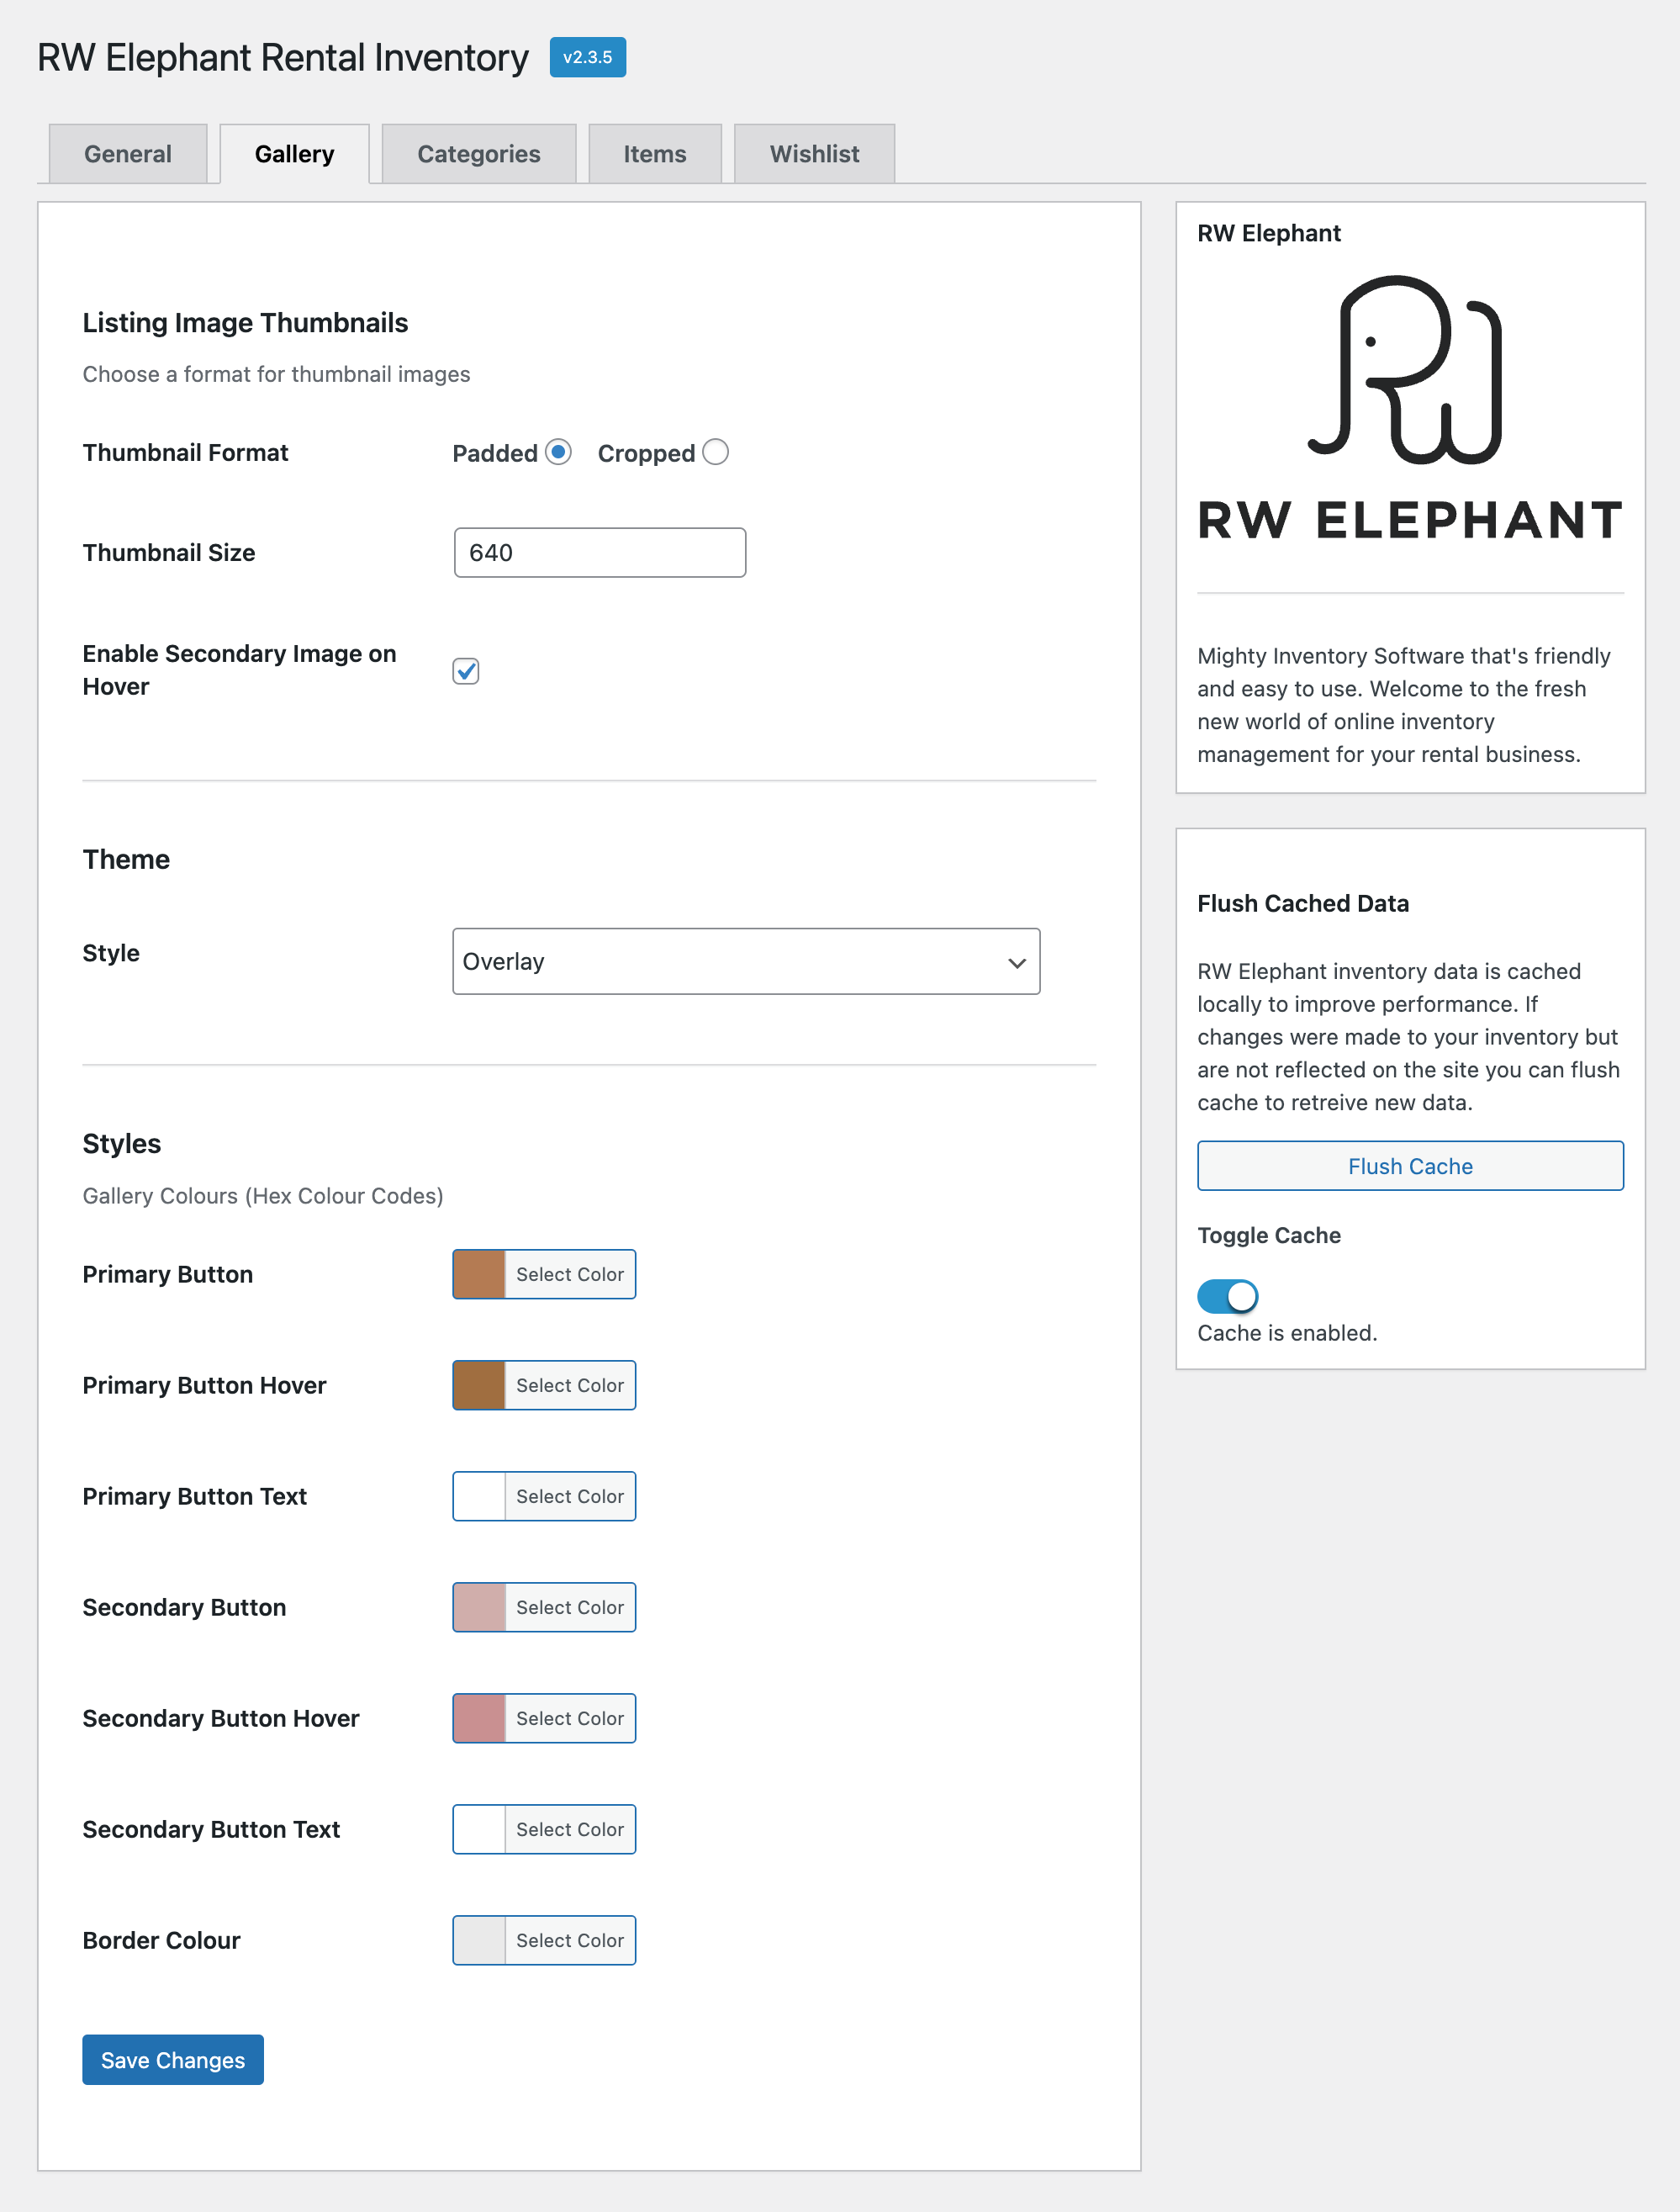 RW Elephant Rental Inventory v2.3.5
General Gallery Categories Items Wishlist
Listing Image Thumbnails
Choose a format for thumbnail images
Thumbnail Format Padded Cropped
Thumbnail Size 640
Enable Secondary Image on
Hover
Theme
Style Overlay
Styles
Gallery Colours (Hex Colour Codes)
Primary Button Select Color
Primary Button Hover Select Color
Primary Button Text Select Color
Secondary Button Select Color
Secondary Button Hover Select Color
Secondary Button Text Select Color
Border Colour Select Color
Save Changes
RW Elephant
RW ELEPHANT
Mighty Inventory Software that's friendly
and easy to use. Welcome to the fresh
new world of online inventory
management for your rental business.
Flush Cached Data
RW Elephant inventory data is cached
locally to improve performance. If
changes were made to your inventory but
are not reflected on the site you can flush
cache to retreive new data.
Flush Cache
Toggle Cache
Cache is enabled.